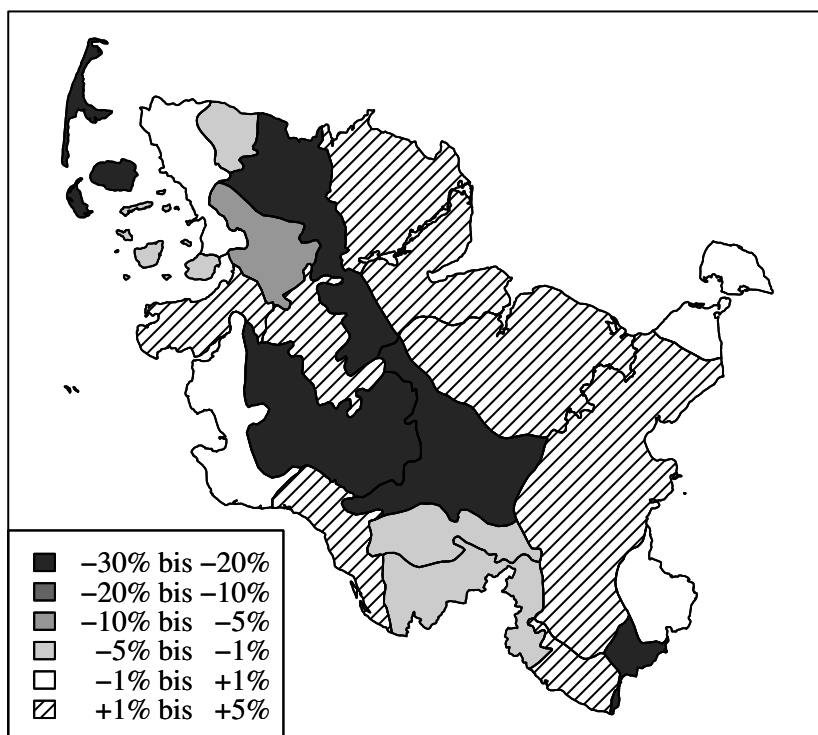 −30% bis −20%
−20% bis −10%
−10% bis −5%
−5% bis −1%
−1% bis +1%
+1% bis +5%